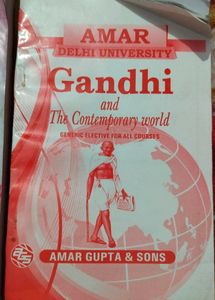 AMAR
DELHI UNIVERSITY
Gandhi
and
The Contemporary world
GENERIC ELECTIVE FOR ALL COURSES
AMAR GUPTA & SONS